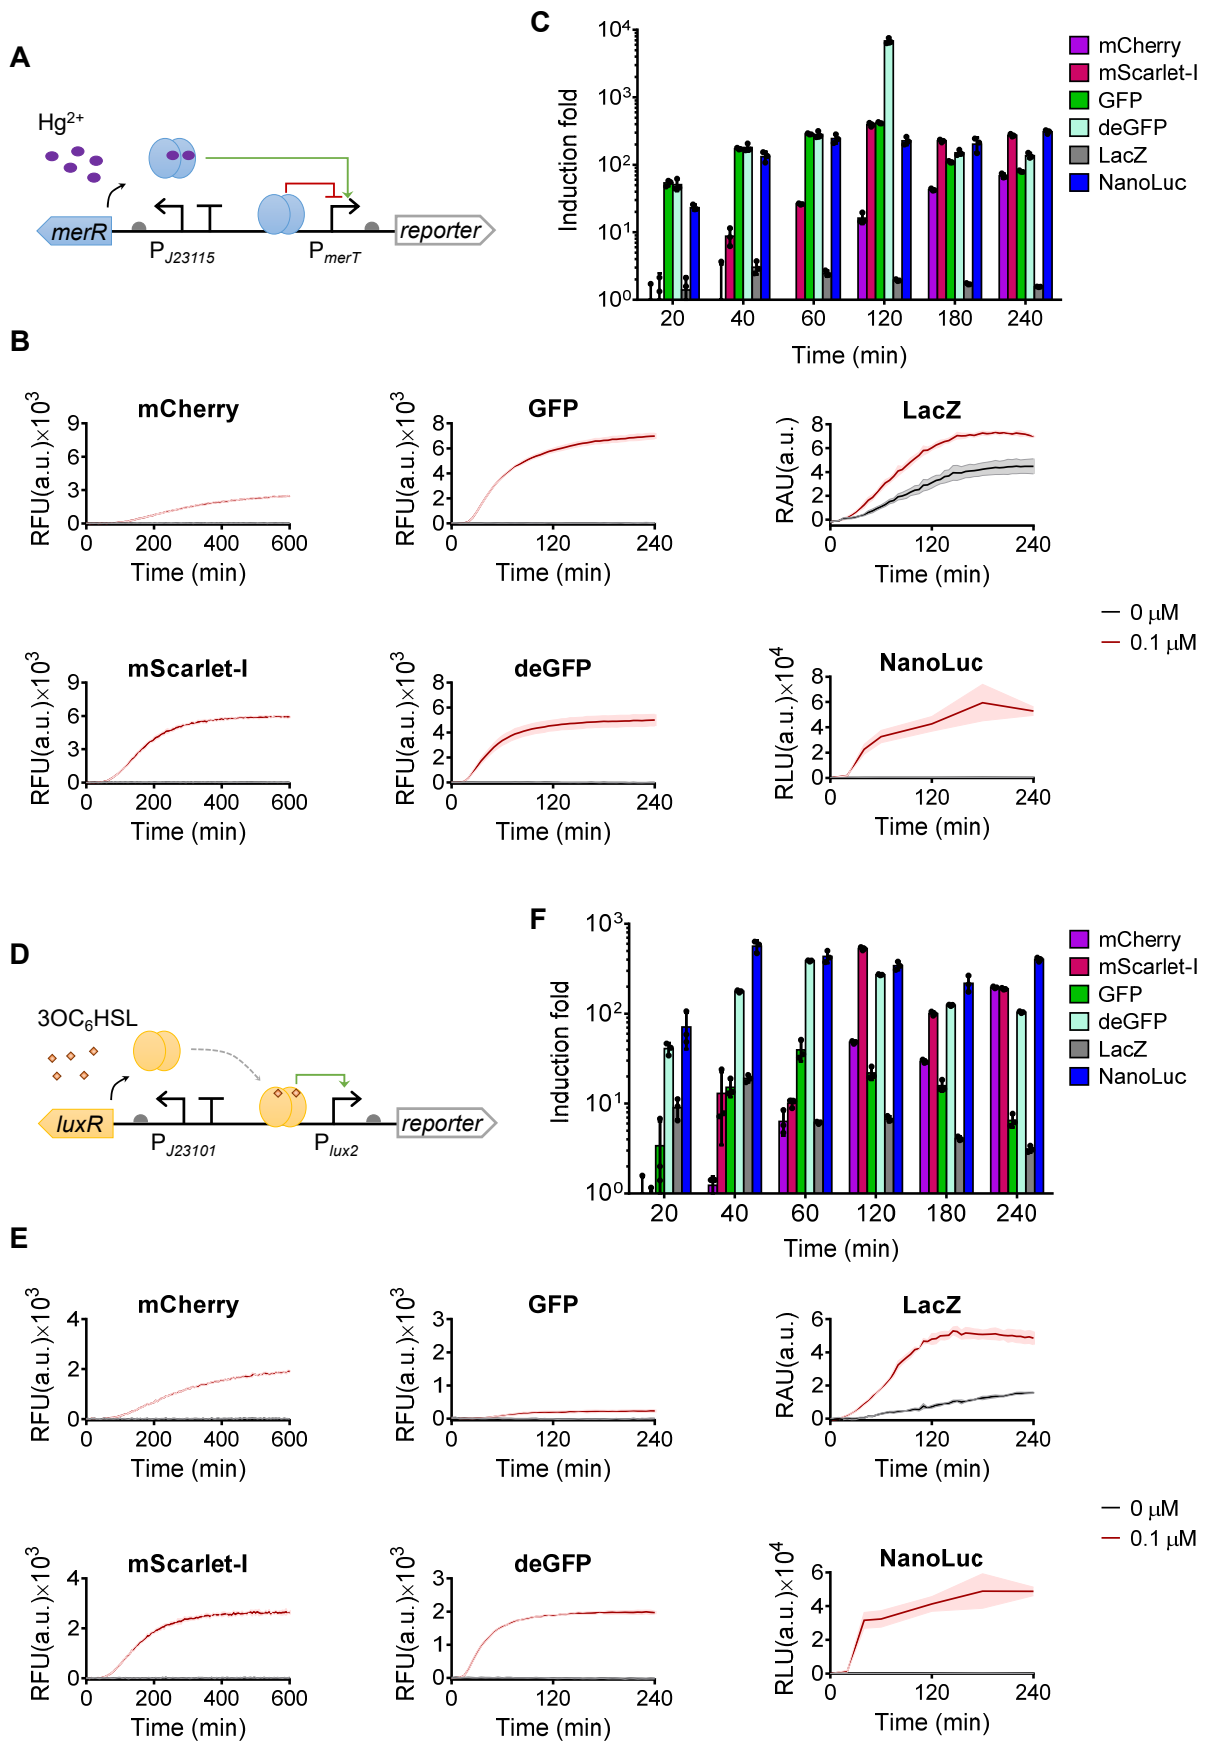 A
Hg2+
merR
PJ23115
PmerT
reporter
C
Induction fold
10^4
10^3
10^2
10^1
10^0
20 40 60 120 180 240
Time (min)
mCherry
mScarlet-I
GFP
deGFP
LacZ
NanoLuc
B
mCherry
RFU(a.u.)×10^3
9
6
3
0
0 200 400 600
Time (min)
GFP
RFU(a.u.)×10^3
8
6
4
2
0
0 120 240
Time (min)
LacZ
RAU(a.u.)
8
6
4
2
0
0 120 240
Time (min)
0 μM
0.1 μM
mScarlet-I
RFU(a.u.)×10^3
9
6
3
0
0 200 400 600
Time (min)
deGFP
RFU(a.u.)×10^3
8
6
4
2
0
0 120 240
Time (min)
NanoLuc
RLU(a.u.)×10^4
8
6
4
2
0
0 120 240
Time (min)
D
3OC6HSL
luxR
PJ23101
Plux2
reporter
F
Induction fold
10^3
10^2
10^1
10^0
20 40 60 120 180 240
Time (min)
mCherry
mScarlet-I
GFP
deGFP
LacZ
NanoLuc
E
mCherry
RFU(a.u.)×10^3
4
2
0
0 200 400 600
Time (min)
GFP
RFU(a.u.)×10^3
3
2
1
0
0 120 240
Time (min)
LacZ
RAU(a.u.)
6
4
2
0
0 120 240
Time (min)
0 μM
0.1 μM
mScarlet-I
RFU(a.u.)×10^3
4
2
0
0 200 400 600
Time (min)
deGFP
RFU(a.u.)×10^3
3
2
1
0
0 120 240
Time (min)
NanoLuc
RLU(a.u.)×10^4
6
4
2
0
0 120 240
Time (min)